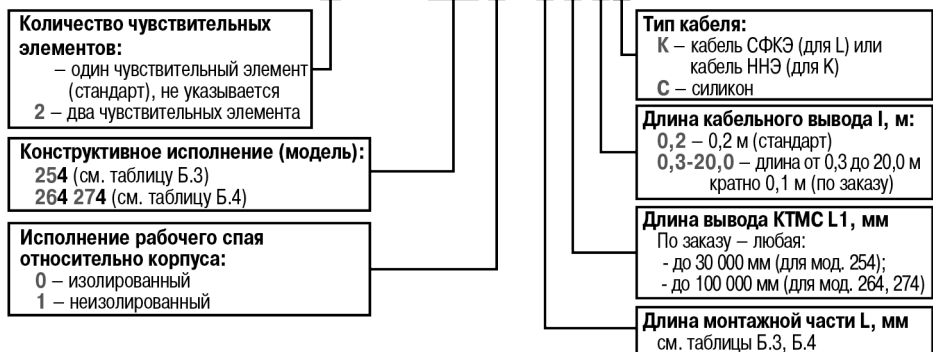 Количество чувствительных
элементов:
– один чувствительный элемент
(стандарт), не указывается
2 – два чувствительных элемента
Конструктивное исполнение (модель):
254 (см. таблицу Б.3)
264 274 (см. таблицу Б.4)
Исполнение рабочего спая
относительно корпуса:
0 – изолированный
1 – неизолированный
Тип кабеля:
К – кабель СФКЭ (для L) или
кабель ННЭ (для К)
С – силикон
Длина кабельного вывода l, м:
0,2 – 0,2 м (стандарт)
0,3-20,0 – длина от 0,3 до 20,0 м
кратно 0,1 м (по заказу)
Длина вывода КТМС L1, мм
По заказу – любая:
- до 30 000 мм (для мод. 254);
- до 100 000 мм (для мод. 264, 274)
Длина монтажной части L, мм
см. таблицы Б.3, Б.4